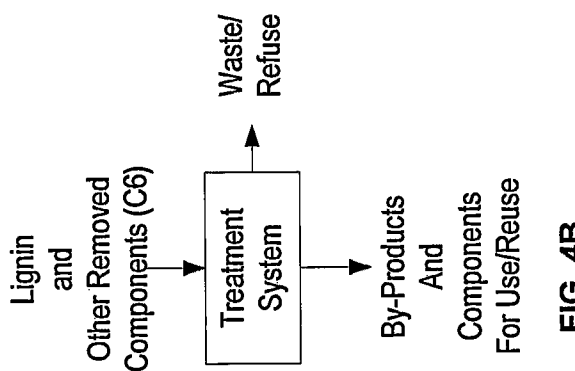 Lignin
and
Other Removed
Components (C6)
Treatment
System
Waste/
Refuse
By-Products
And
Components
For Use/Reuse
FIG. 4B